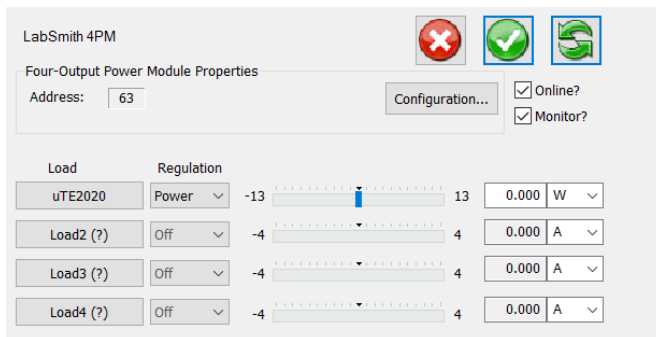 LabSmith 4PM
Four-Output Power Module Properties
Address: 63
Configuration...
Online?
Monitor?
Load Regulation
uTE2020 Power -13 13 0.000 W
Load2 (?) Off -4 4 0.000 A
Load3 (?) Off -4 4 0.000 A
Load4 (?) Off -4 4 0.000 A